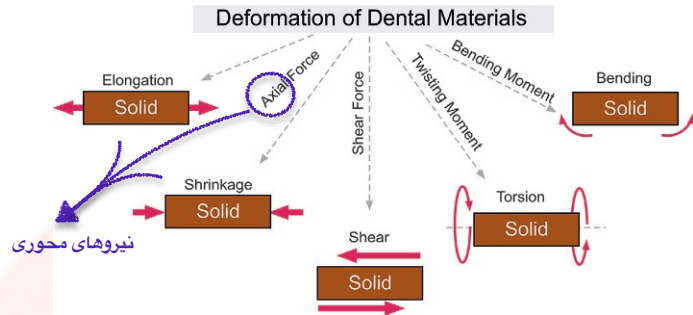 Deformation of Dental Materials
Elongation
Solid
Axial Force
Shear Force
Twisting Moment
Bending Moment
Bending
Solid
Shrinkage
Solid
Torsion
Solid
نیروهای محوری
Shear
Solid